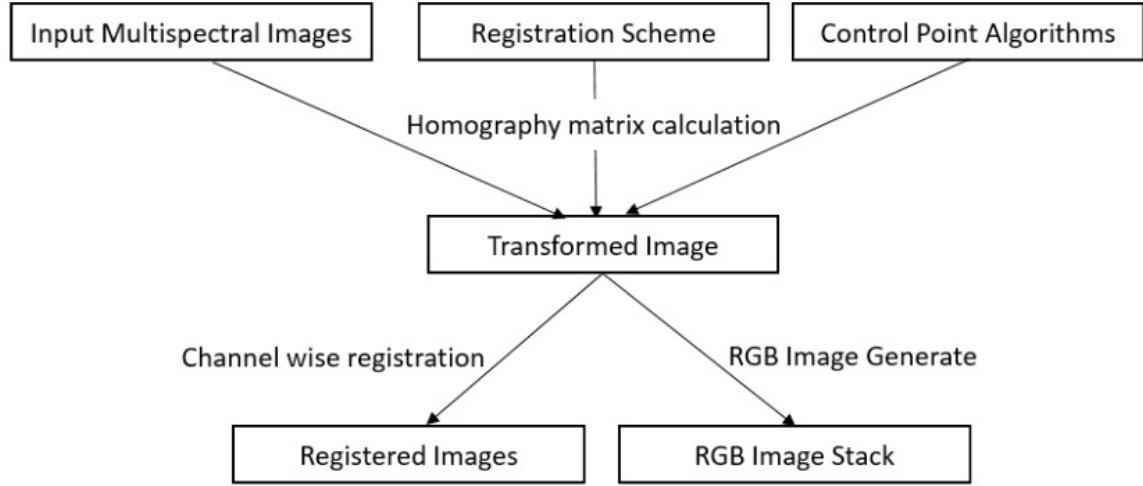 Input Multispectral Images
Registration Scheme
Control Point Algorithms
Homography matrix calculation
Transformed Image
Channel wise registration
RGB Image Generate
Registered Images
RGB Image Stack